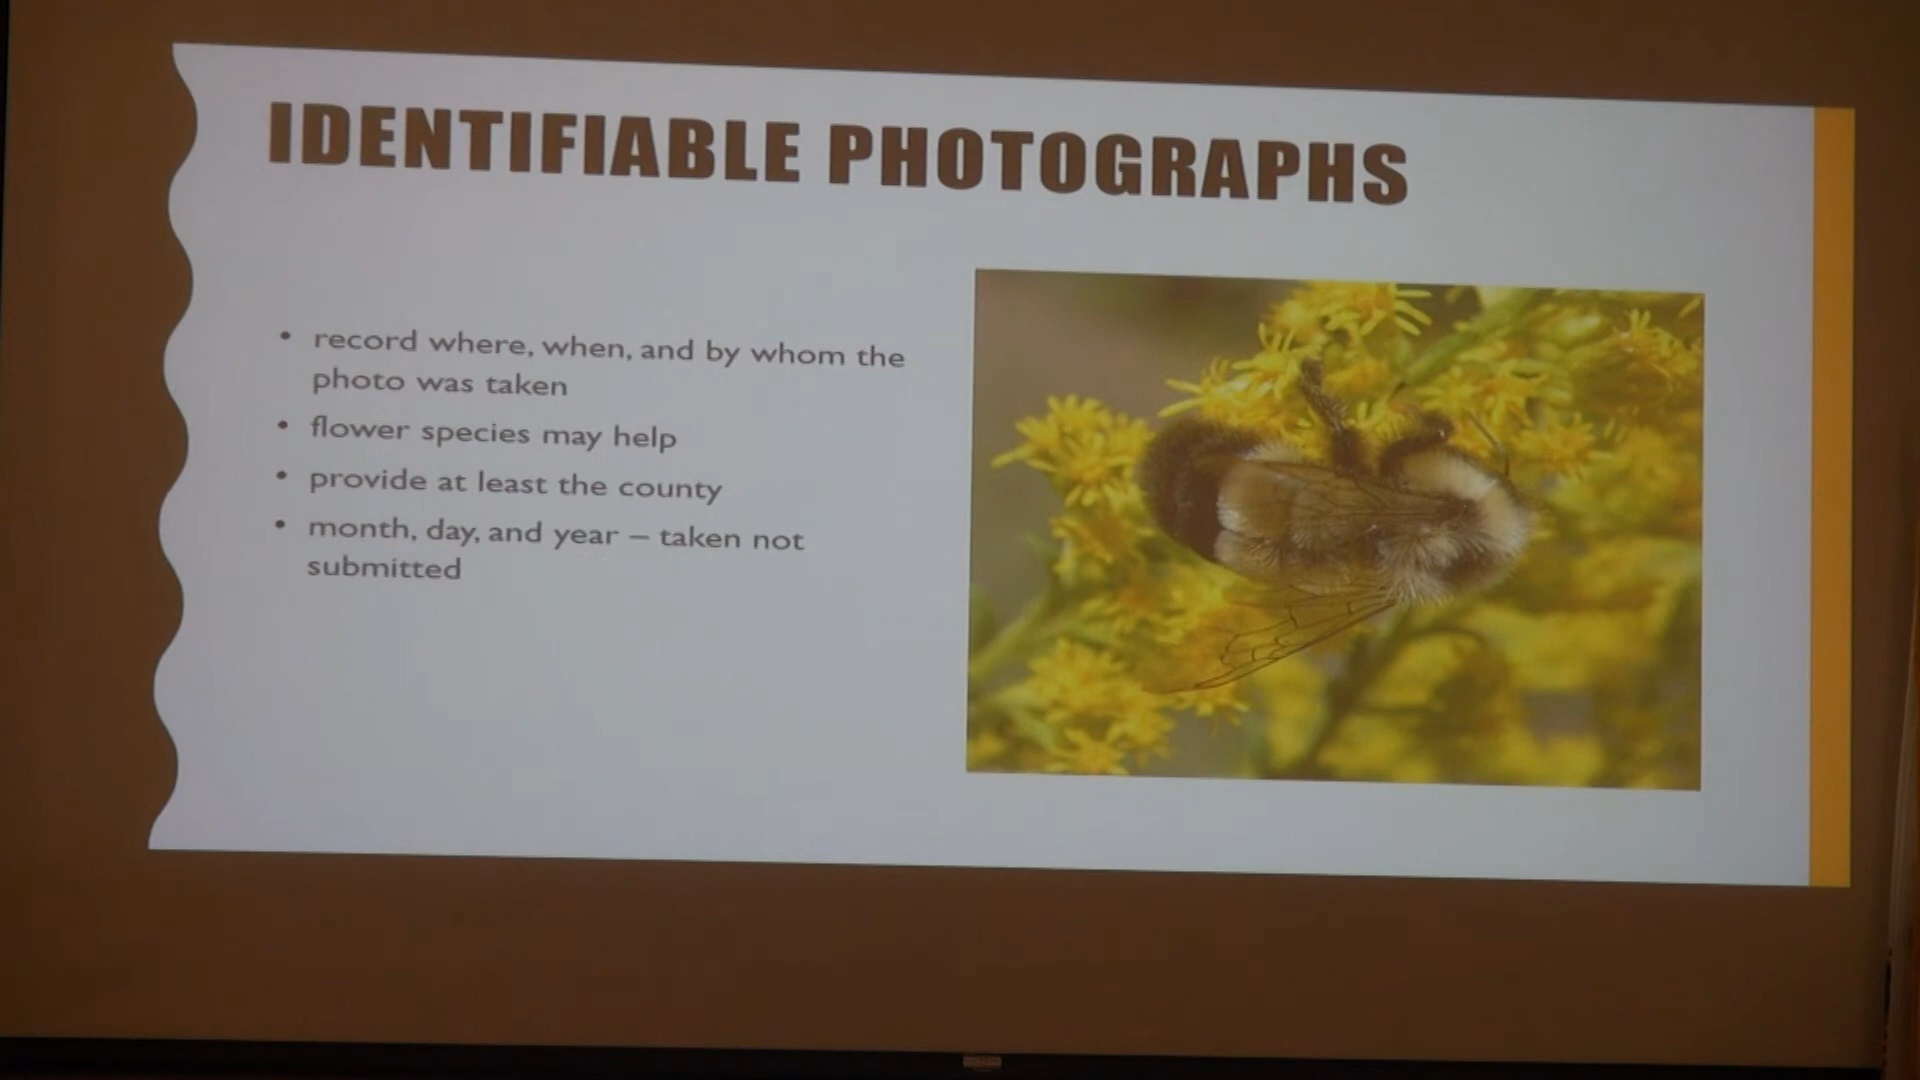 IDENTIFIABLE PHOTOGRAPHS
• record where, when, and by whom the
photo was taken
• flower species may help
• provide at least the county
• month, day, and year – taken not
submitted